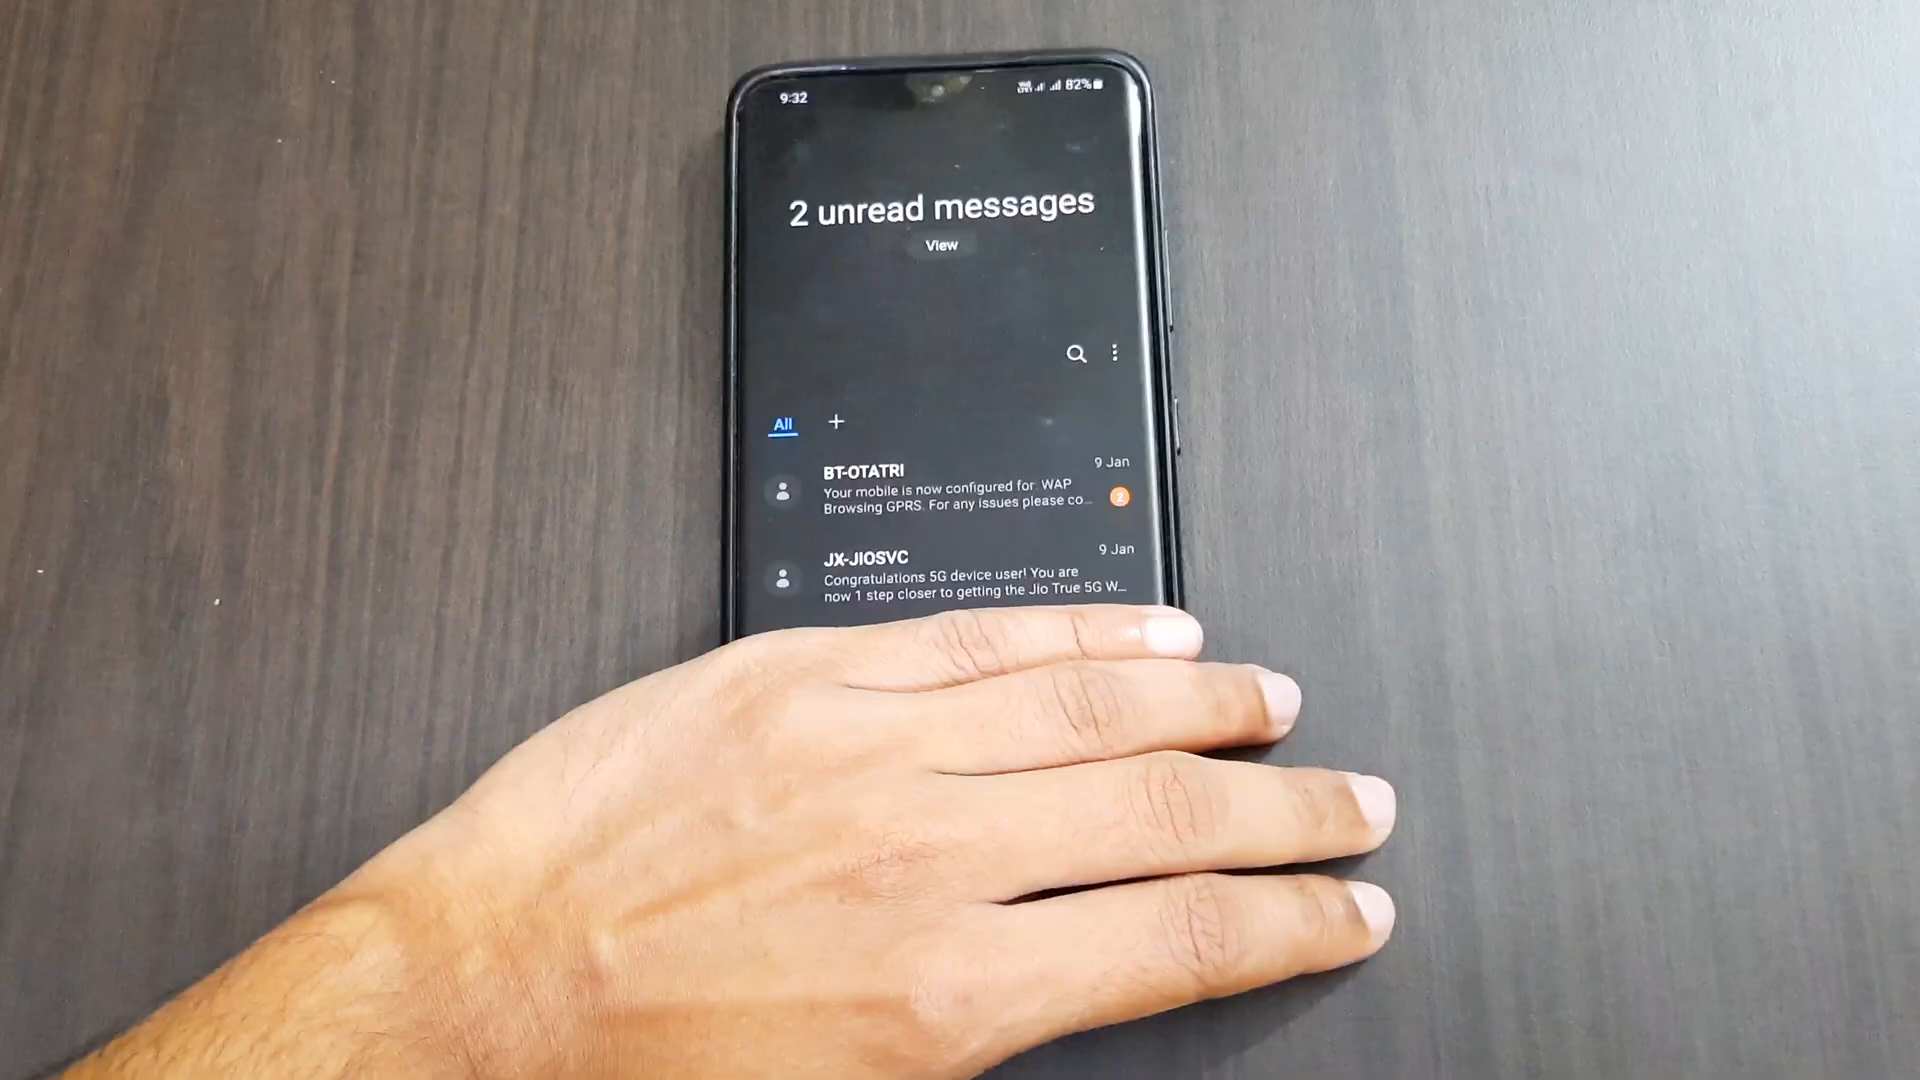 9:32
82%
2 unread messages
View
All +
BT-OTATRI
9 Jan
Your mobile is now configured for: WAP
Browsing GPRS. For any issues please co...
2
JX-JIOSVC
9 Jan
Congratulations 5G device user! You are
now 1 step closer to getting the Jio True 5G W...